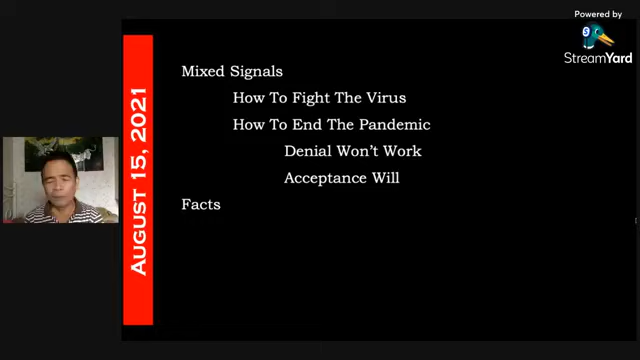 Powered by
StreamYard
AUGUST 15, 2021
Mixed Signals
How To Fight The Virus
How To End The Pandemic
Denial Won't Work
Acceptance Will
Facts